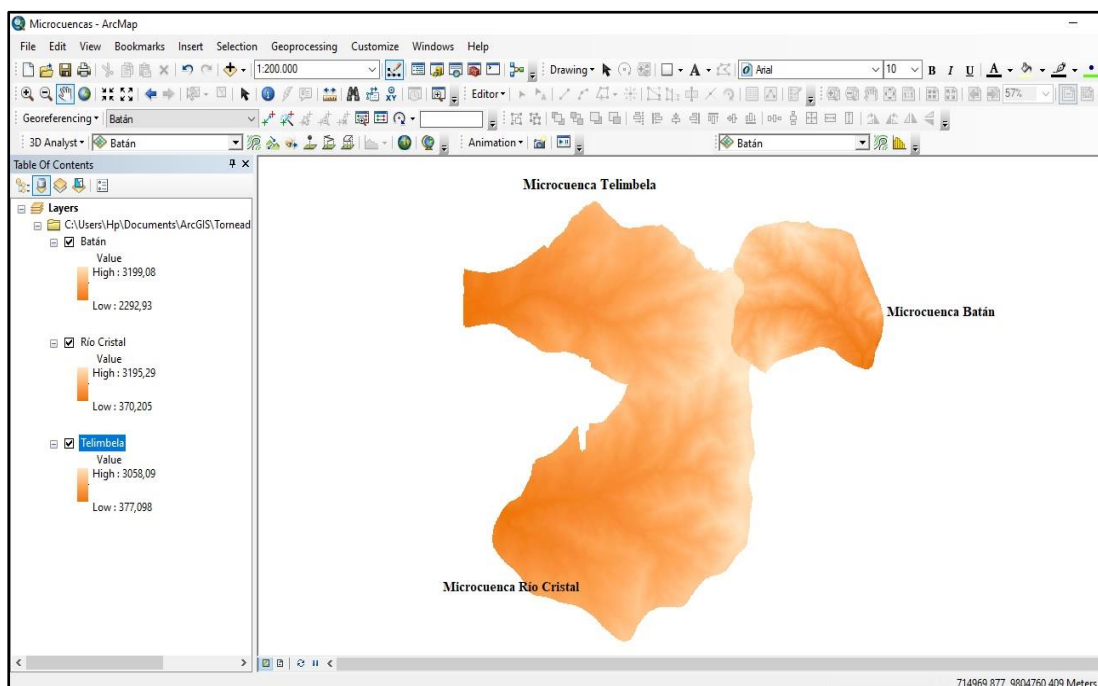 Microcuencas - ArcMap
File Edit View Bookmarks Insert Selection Geoprocessing Customize Windows Help
1:200.000 Drawing Arial 10 B I U A
Editor 57%
Georeferencing Batán
3D Analyst Batán Animation Batán
Table Of Contents
Layers
C:\Users\Hp\Documents\ArcGIS\Tornead
Batán
Value
High : 3199,08
Low : 2292,93
Río Cristal
Value
High : 3195,29
Low : 370,205
Telimbela
Value
High : 3058,09
Low : 377,098
Microcuenca Telimbela
Microcuenca Batán
Microcuenca Río Cristal
714969,877 9804760,409 Meters